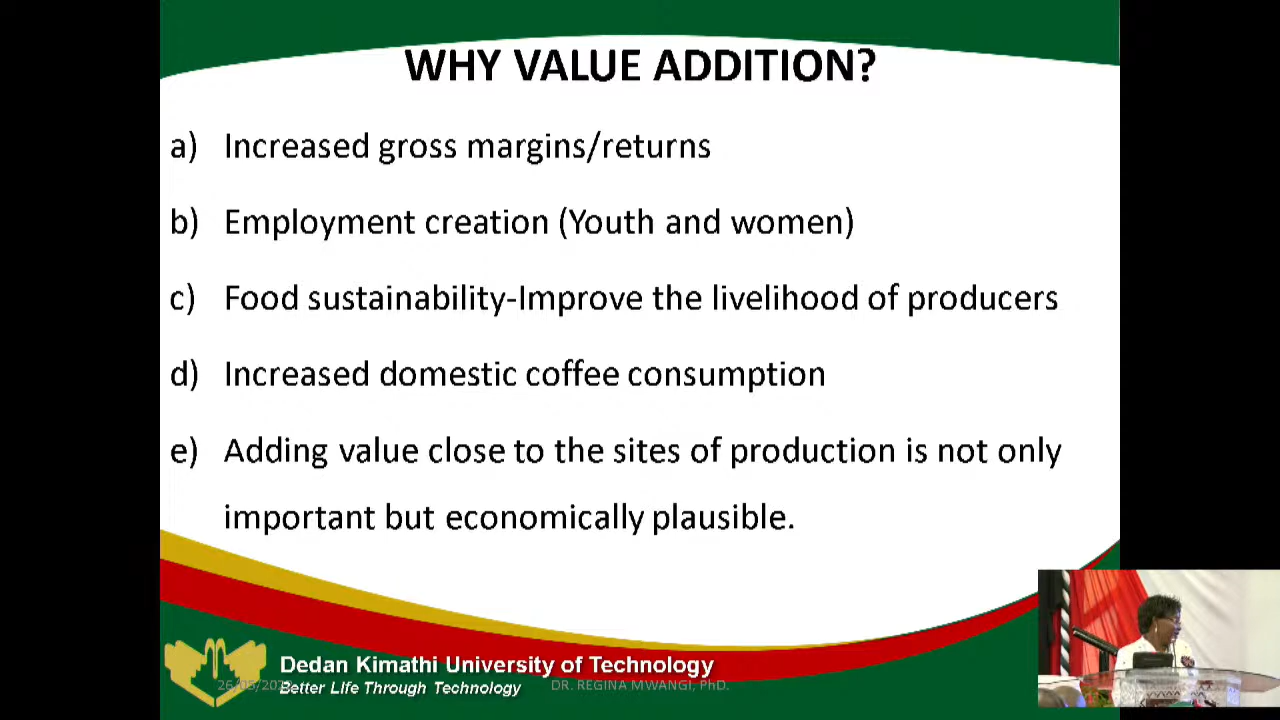 WHY VALUE ADDITION?
a) Increased gross margins/returns
b) Employment creation (Youth and women)
c) Food sustainability-Improve the livelihood of producers
d) Increased domestic coffee consumption
e) Adding value close to the sites of production is not only
important but economically plausible.
Dedan Kimathi University of Technology
Better Life Through Technology
DR. REGINA MWANGI, PhD.